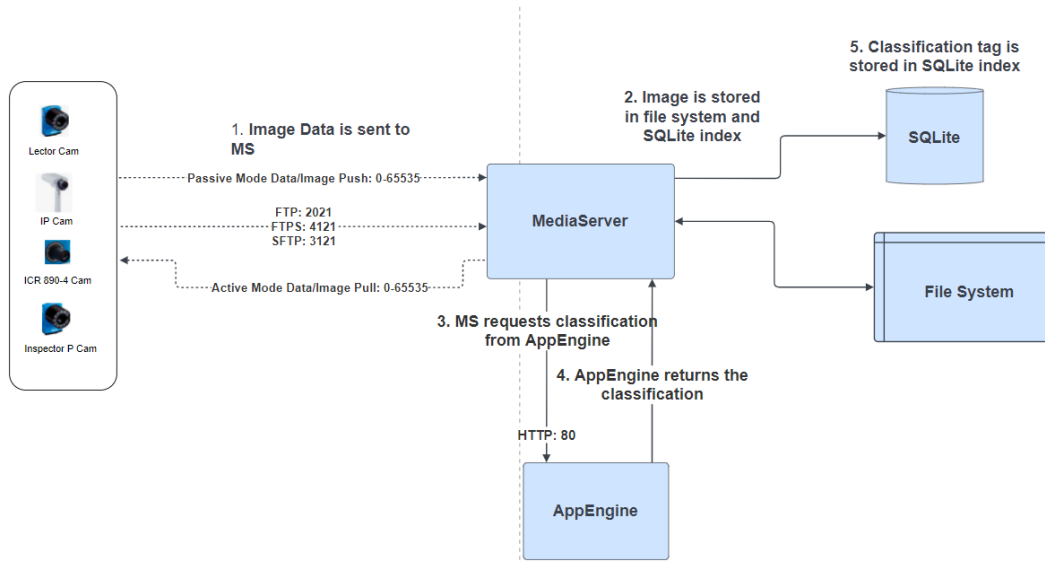 5. Classification tag is
stored in SQLite index
2. Image is stored
in file system and
SQLite index
1. Image Data is sent to
MS
Lector Cam
IP Cam
ICR 890-4 Cam
Inspector P Cam
Passive Mode Data/Image Push: 0-65535
FTP: 2021
FTPS: 4121
SFTP: 3121
Active Mode Data/Image Pull: 0-65535
MediaServer
SQLite
File System
3. MS requests classification
from AppEngine
4. AppEngine returns the
classification
HTTP: 80
AppEngine